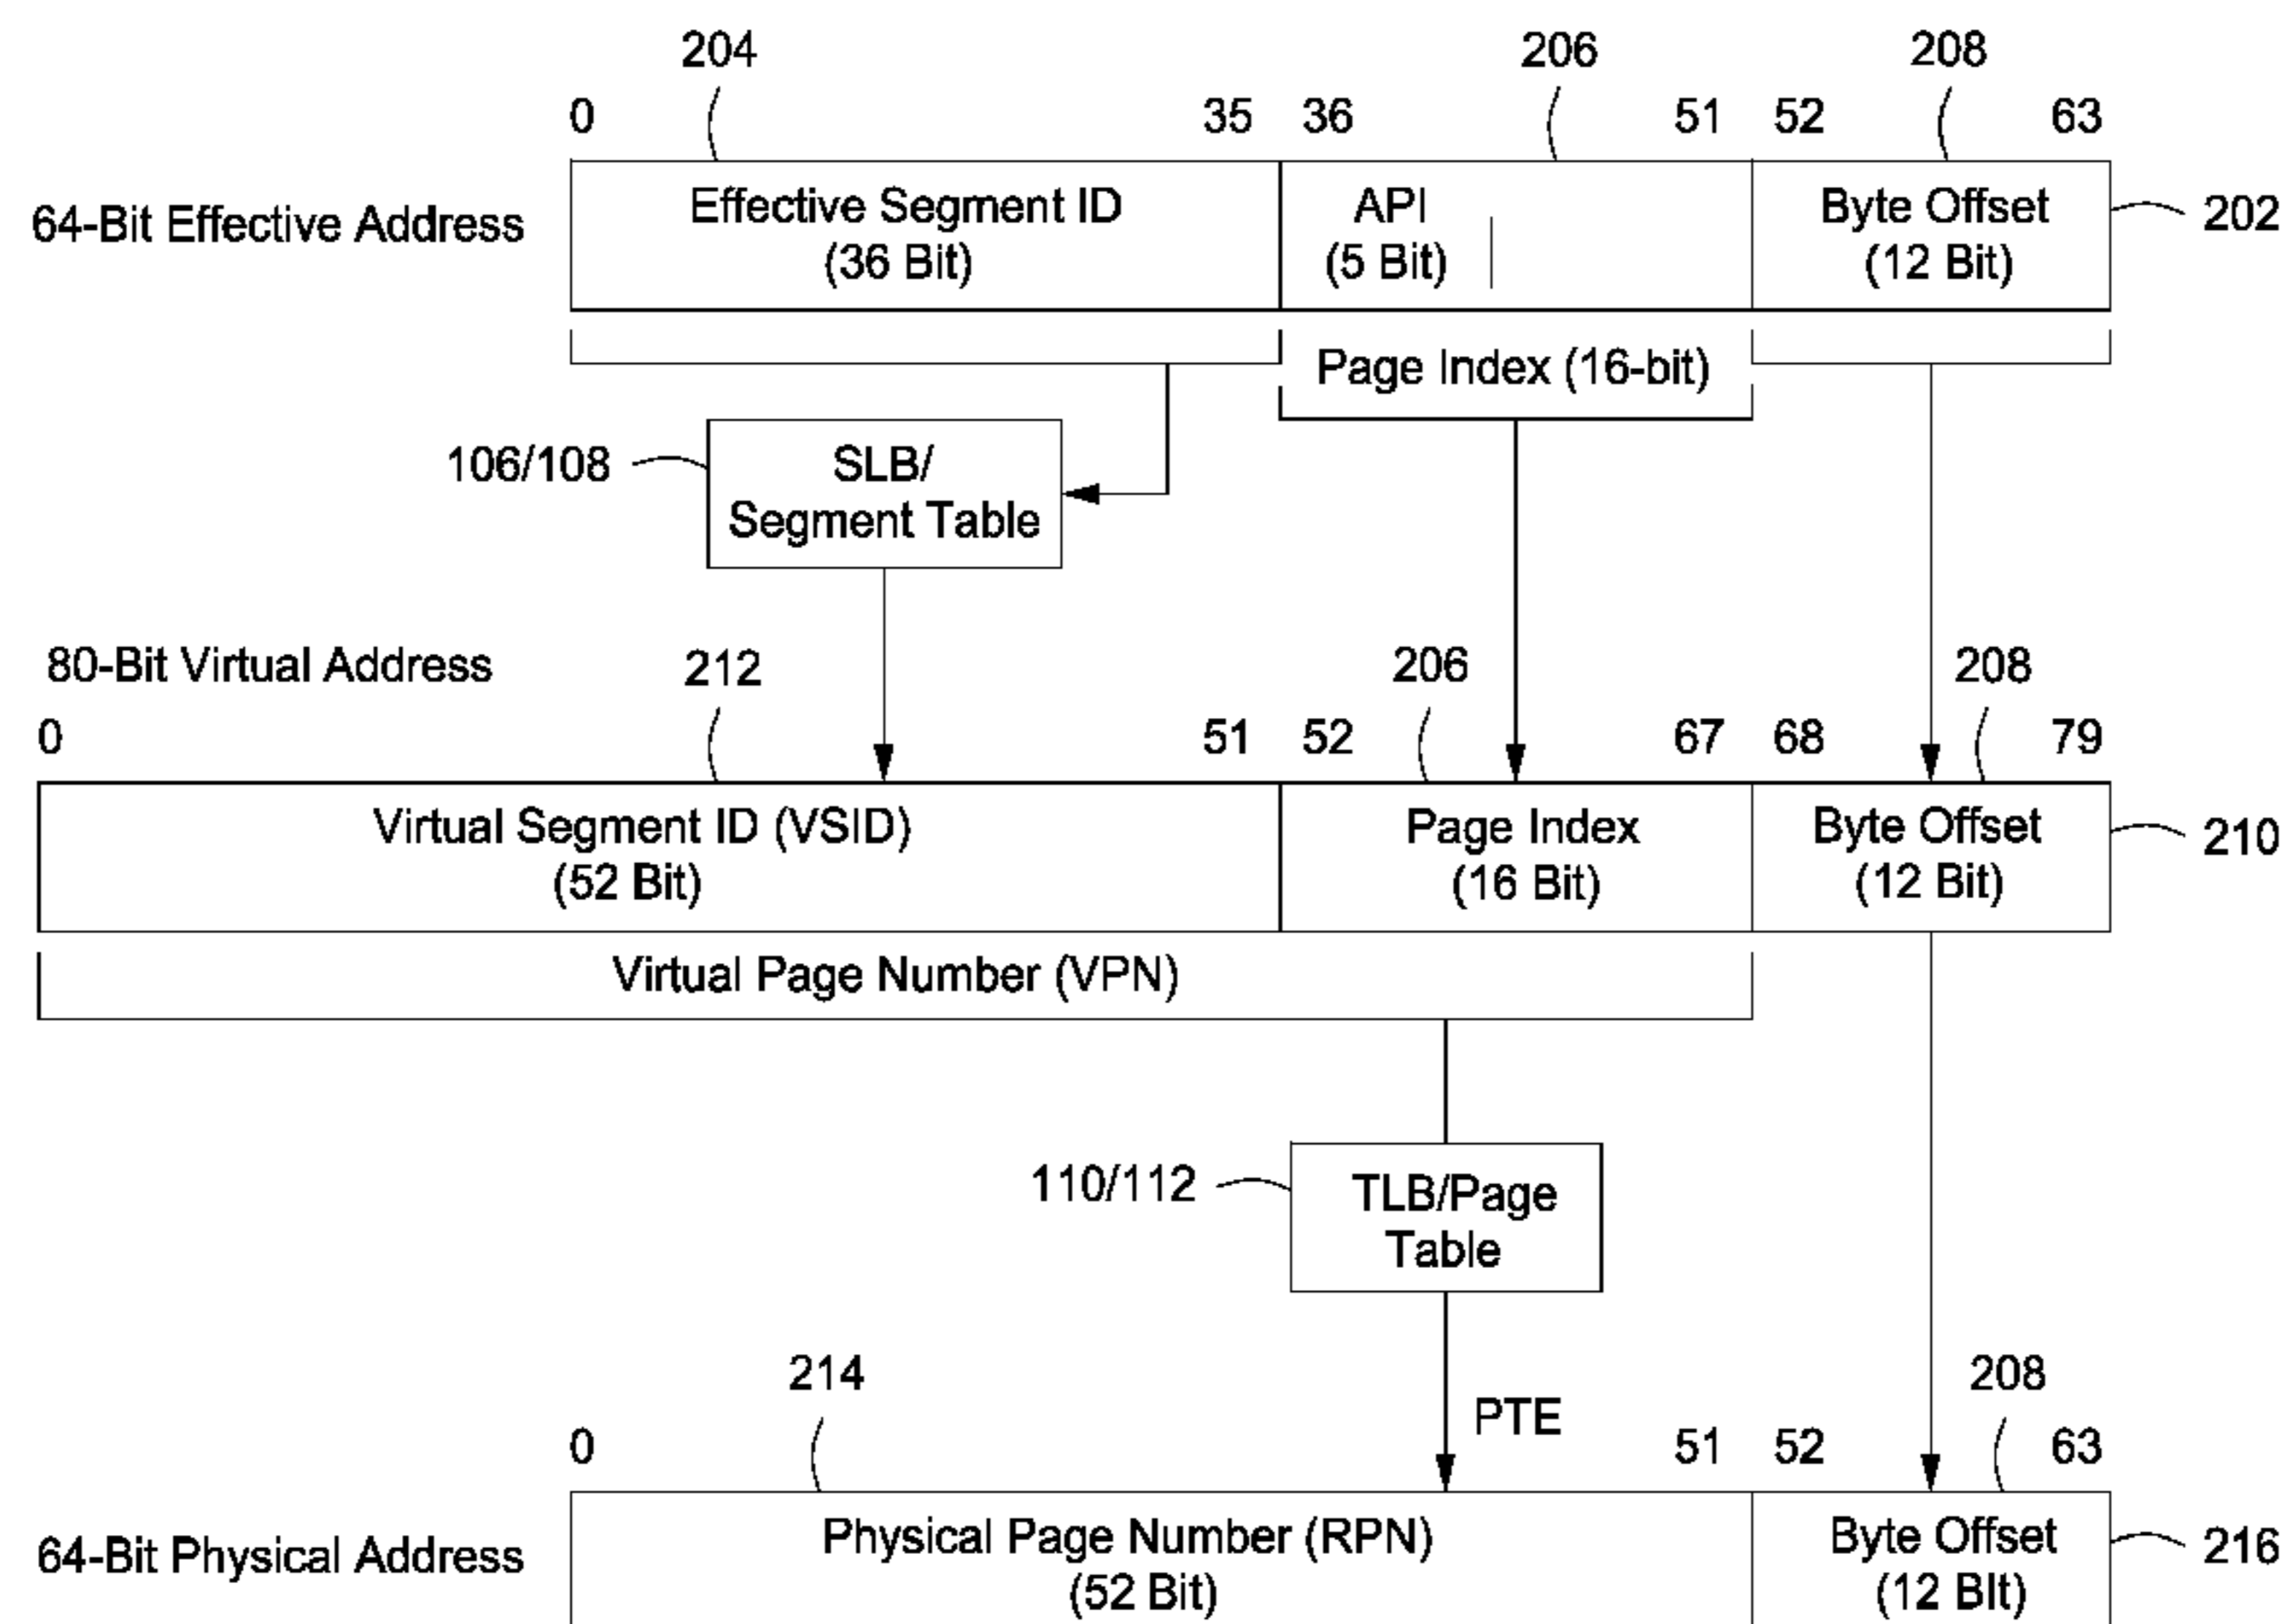 204 206 208
0 35 36 51 52 63
64-Bit Effective Address
Effective Segment ID
(36 Bit)
API
(5 Bit)
Byte Offset
(12 Bit)
202
Page Index (16-bit)
106/108
SLB/
Segment Table
80-Bit Virtual Address
212 206 208
0 51 52 67 68 79
Virtual Segment ID (VSID)
(52 Bit)
Page Index
(16 Bit)
Byte Offset
(12 Bit)
210
Virtual Page Number (VPN)
110/112
TLB/Page
Table
214
PTE
208
0 51 52 63
64-Bit Physical Address
Physical Page Number (RPN)
(52 Bit)
Byte Offset
(12 BIt)
216